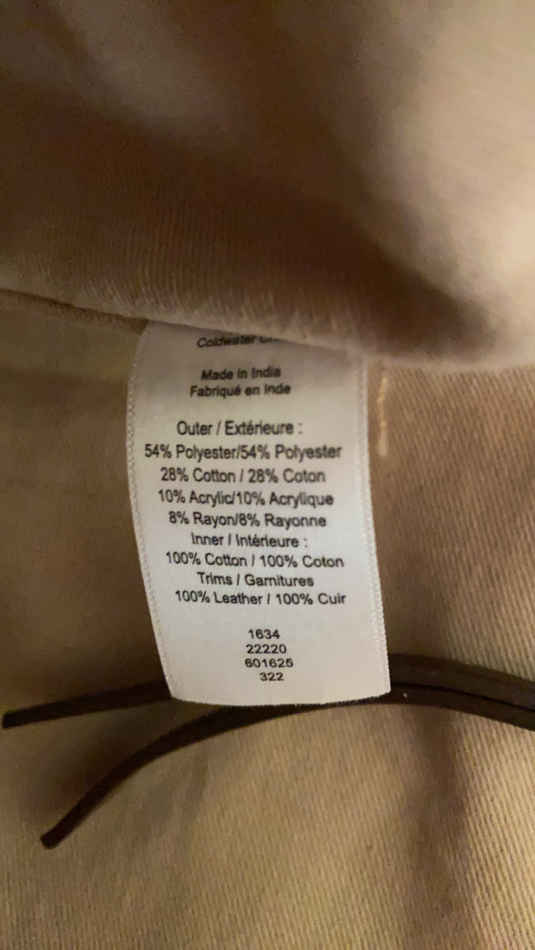 Coldwater
Made in India
Fabriqué en Inde
Outer / Extérieure :
54% Polyester/54% Polyester
28% Cotton / 28% Coton
10% Acrylic/10% Acrylique
8% Rayon/8% Rayonne
Inner / Intérieure :
100% Cotton / 100% Coton
Trims / Garnitures
100% Leather / 100% Cuir
1634
22220
601625
322